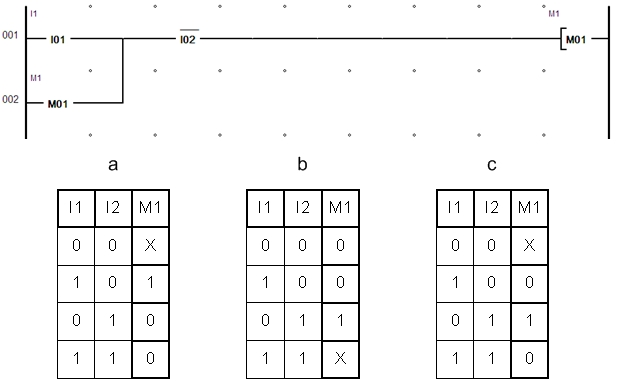 I1 M1
001 I01 I02 M01
M1
002 M01
a b c
I1 I2 M1 I1 I2 M1 I1 I2 M1
0 0 X 0 0 0 0 0 X
1 0 1 1 0 0 1 0 0
0 1 0 0 1 1 0 1 1
1 1 0 1 1 X 1 1 0